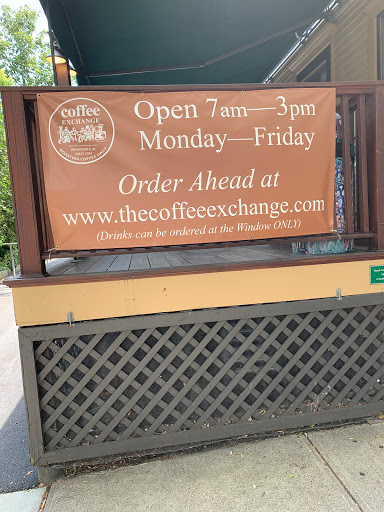 coffee
EXCHANGE
Open 7am—3pm
Monday—Friday
Order Ahead at
www.thecoffeeexchange.com
(Drinks can be ordered at the Window ONLY)